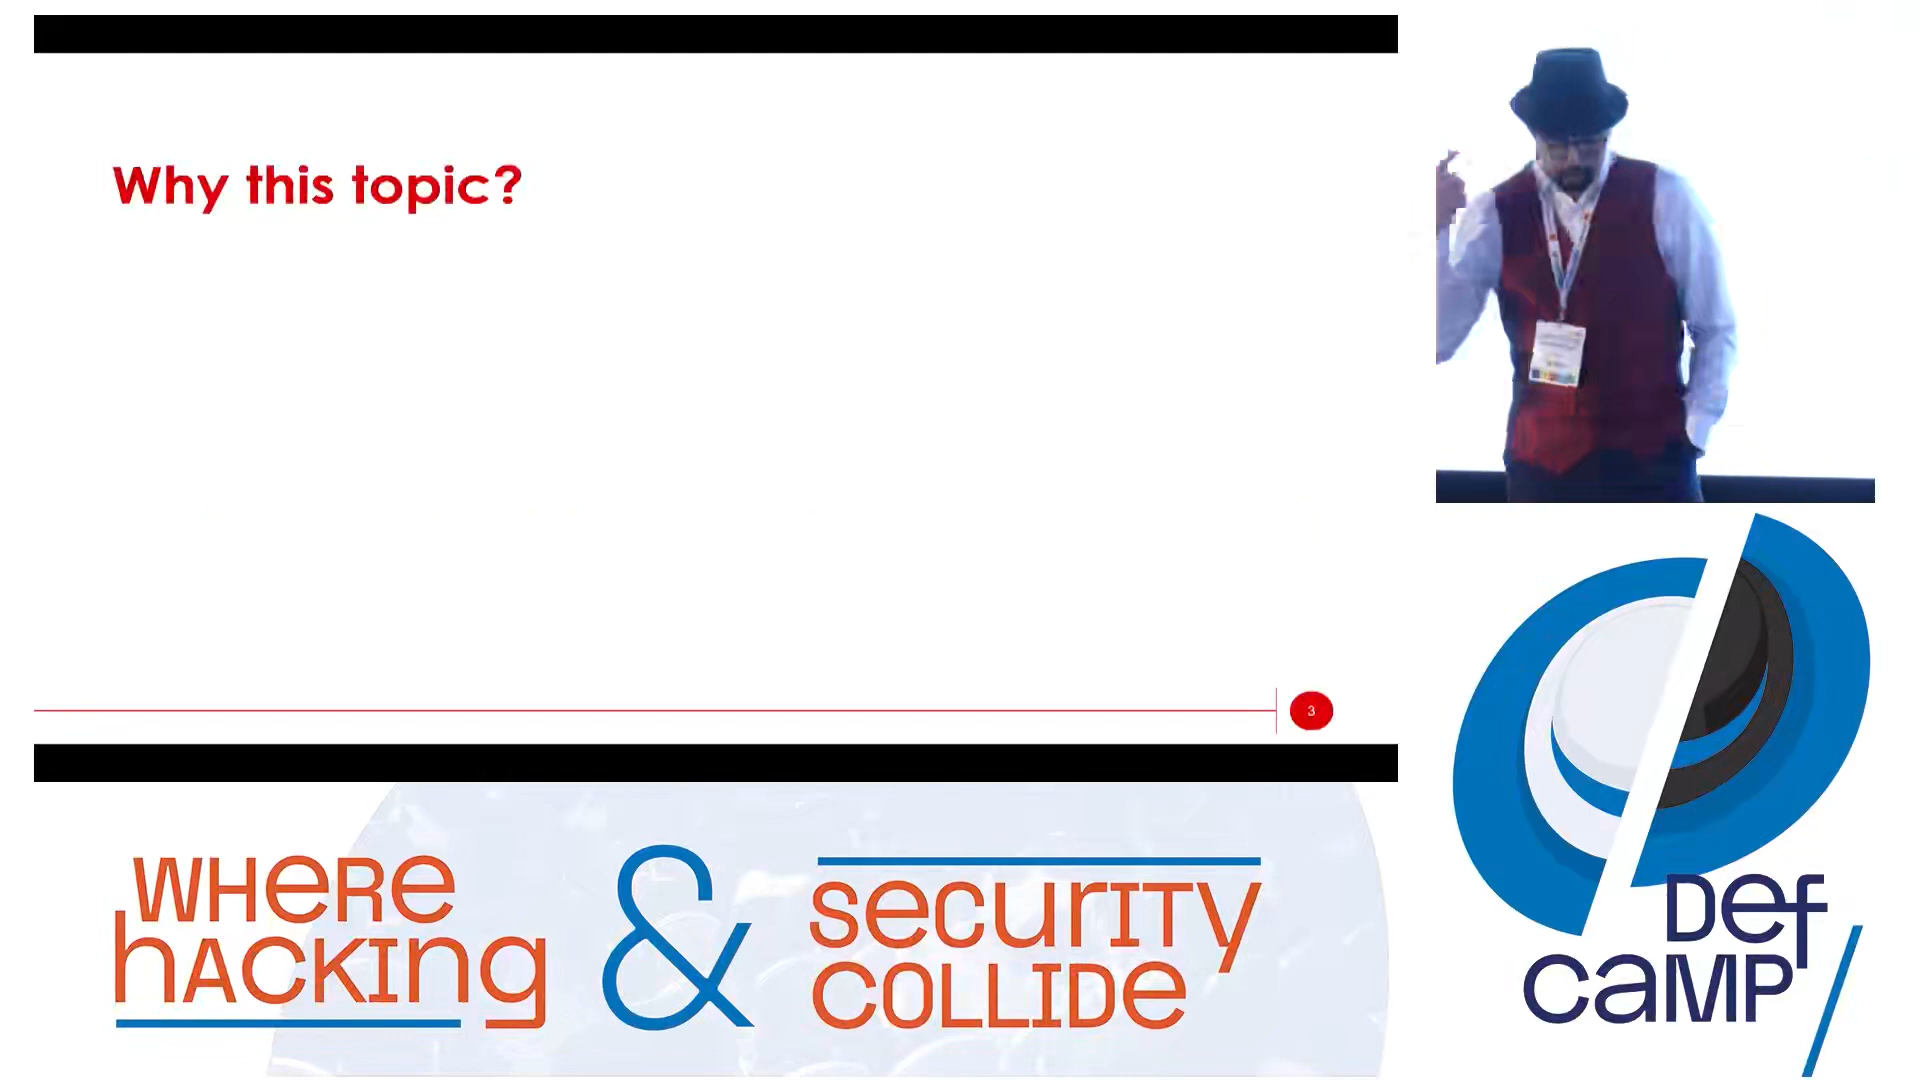 Why this topic?
3
WHERE
HACKING
&
SECURITY
COLLIDE
DEF
CAMP